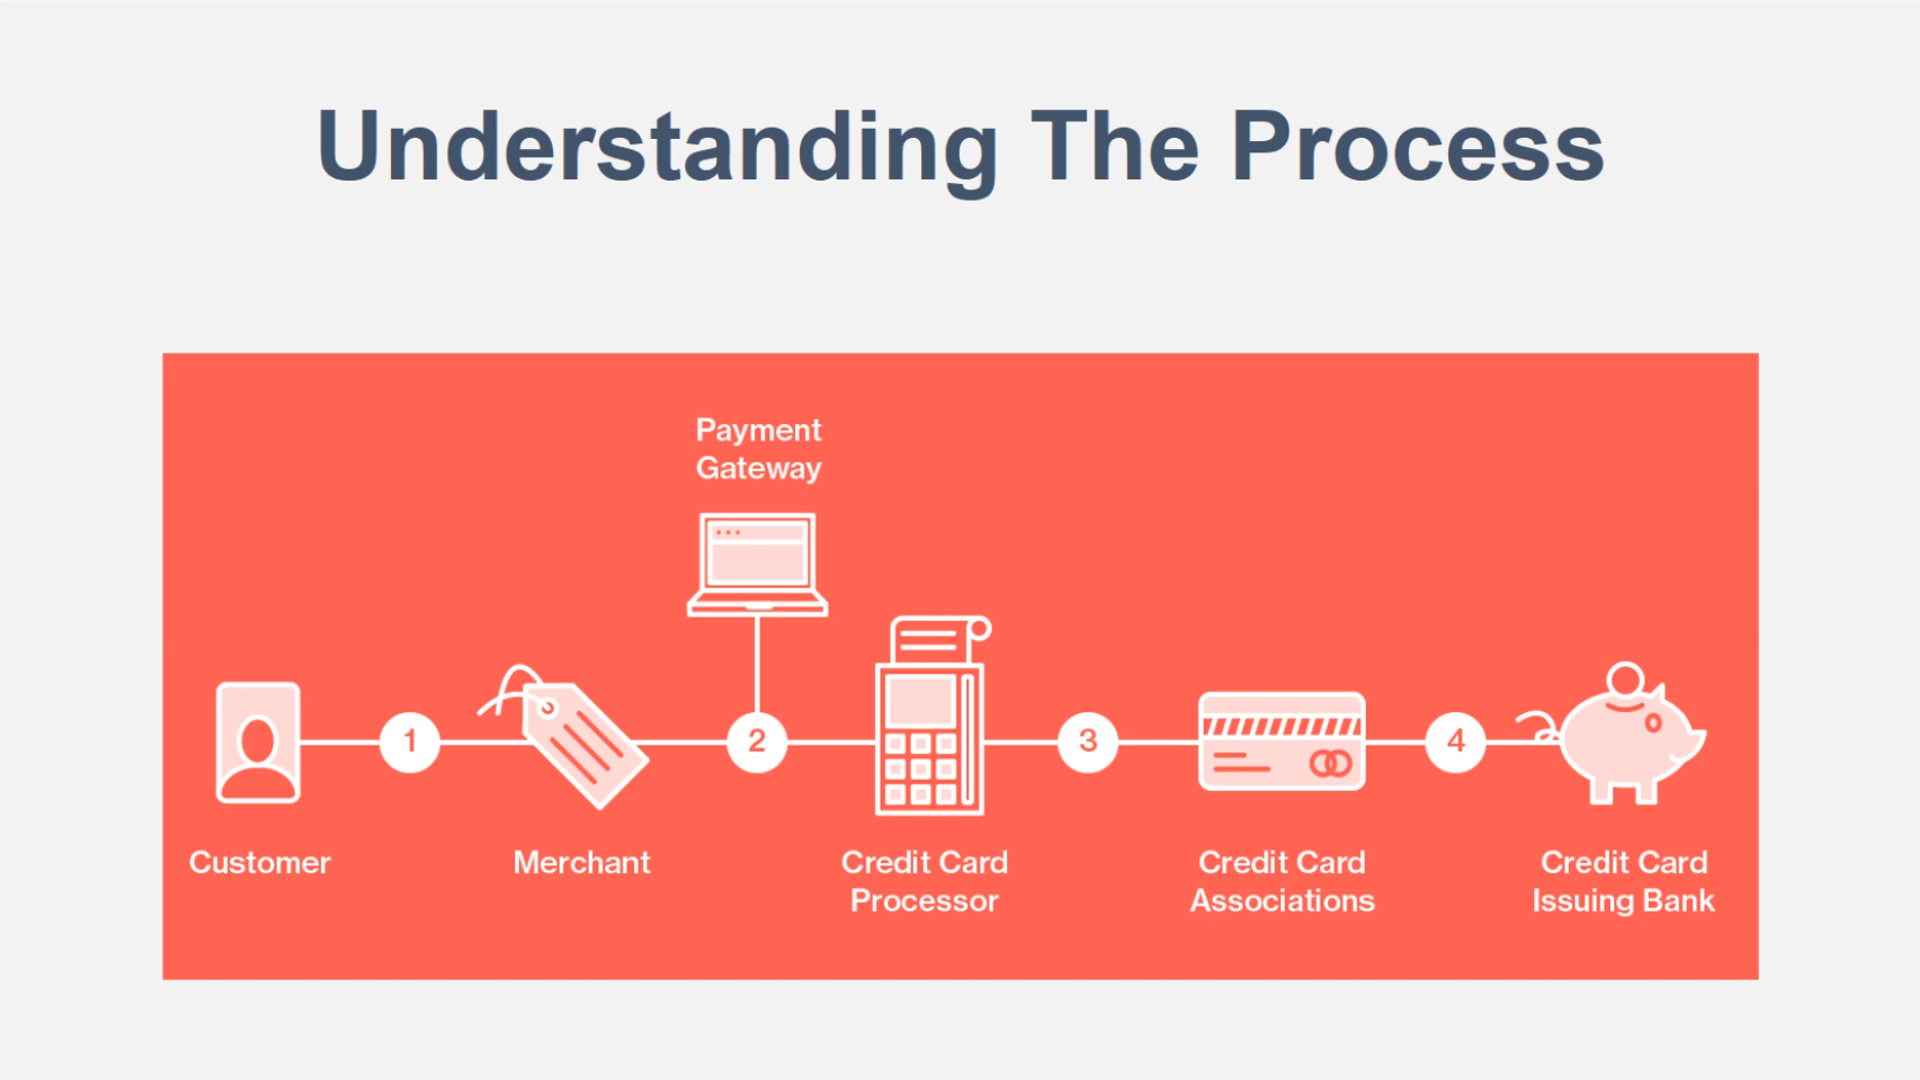 Understanding The Process
Payment
Gateway
1
2
3
4
Customer
Merchant
Credit Card
Processor
Credit Card
Associations
Credit Card
Issuing Bank